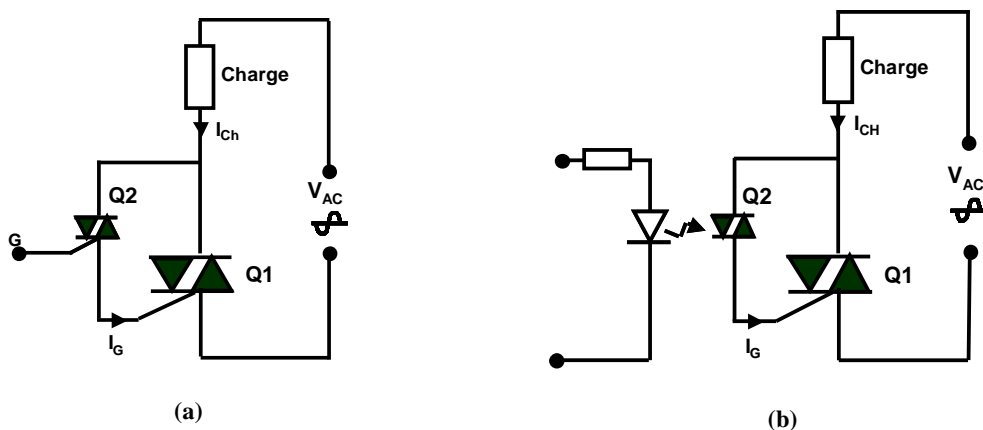 Charge
I_Ch
Q2
G
Q1
I_G
V_AC
(a)
Charge
I_CH
Q2
Q1
I_G
V_AC
(b)